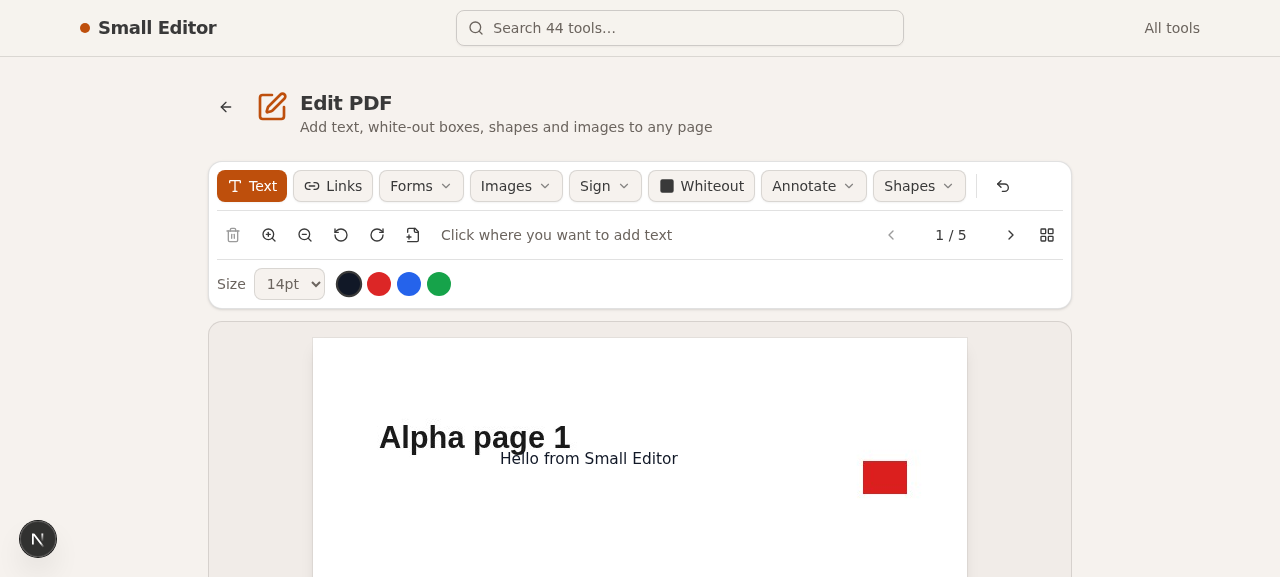 Small Editor
Search 44 tools…
All tools
Edit PDF
Add text, white-out boxes, shapes and images to any page
Text
Links
Forms
Images
Sign
Whiteout
Annotate
Shapes
Click where you want to add text
1 / 5
Size
14pt
Alpha page 1
Hello from Small Editor
N